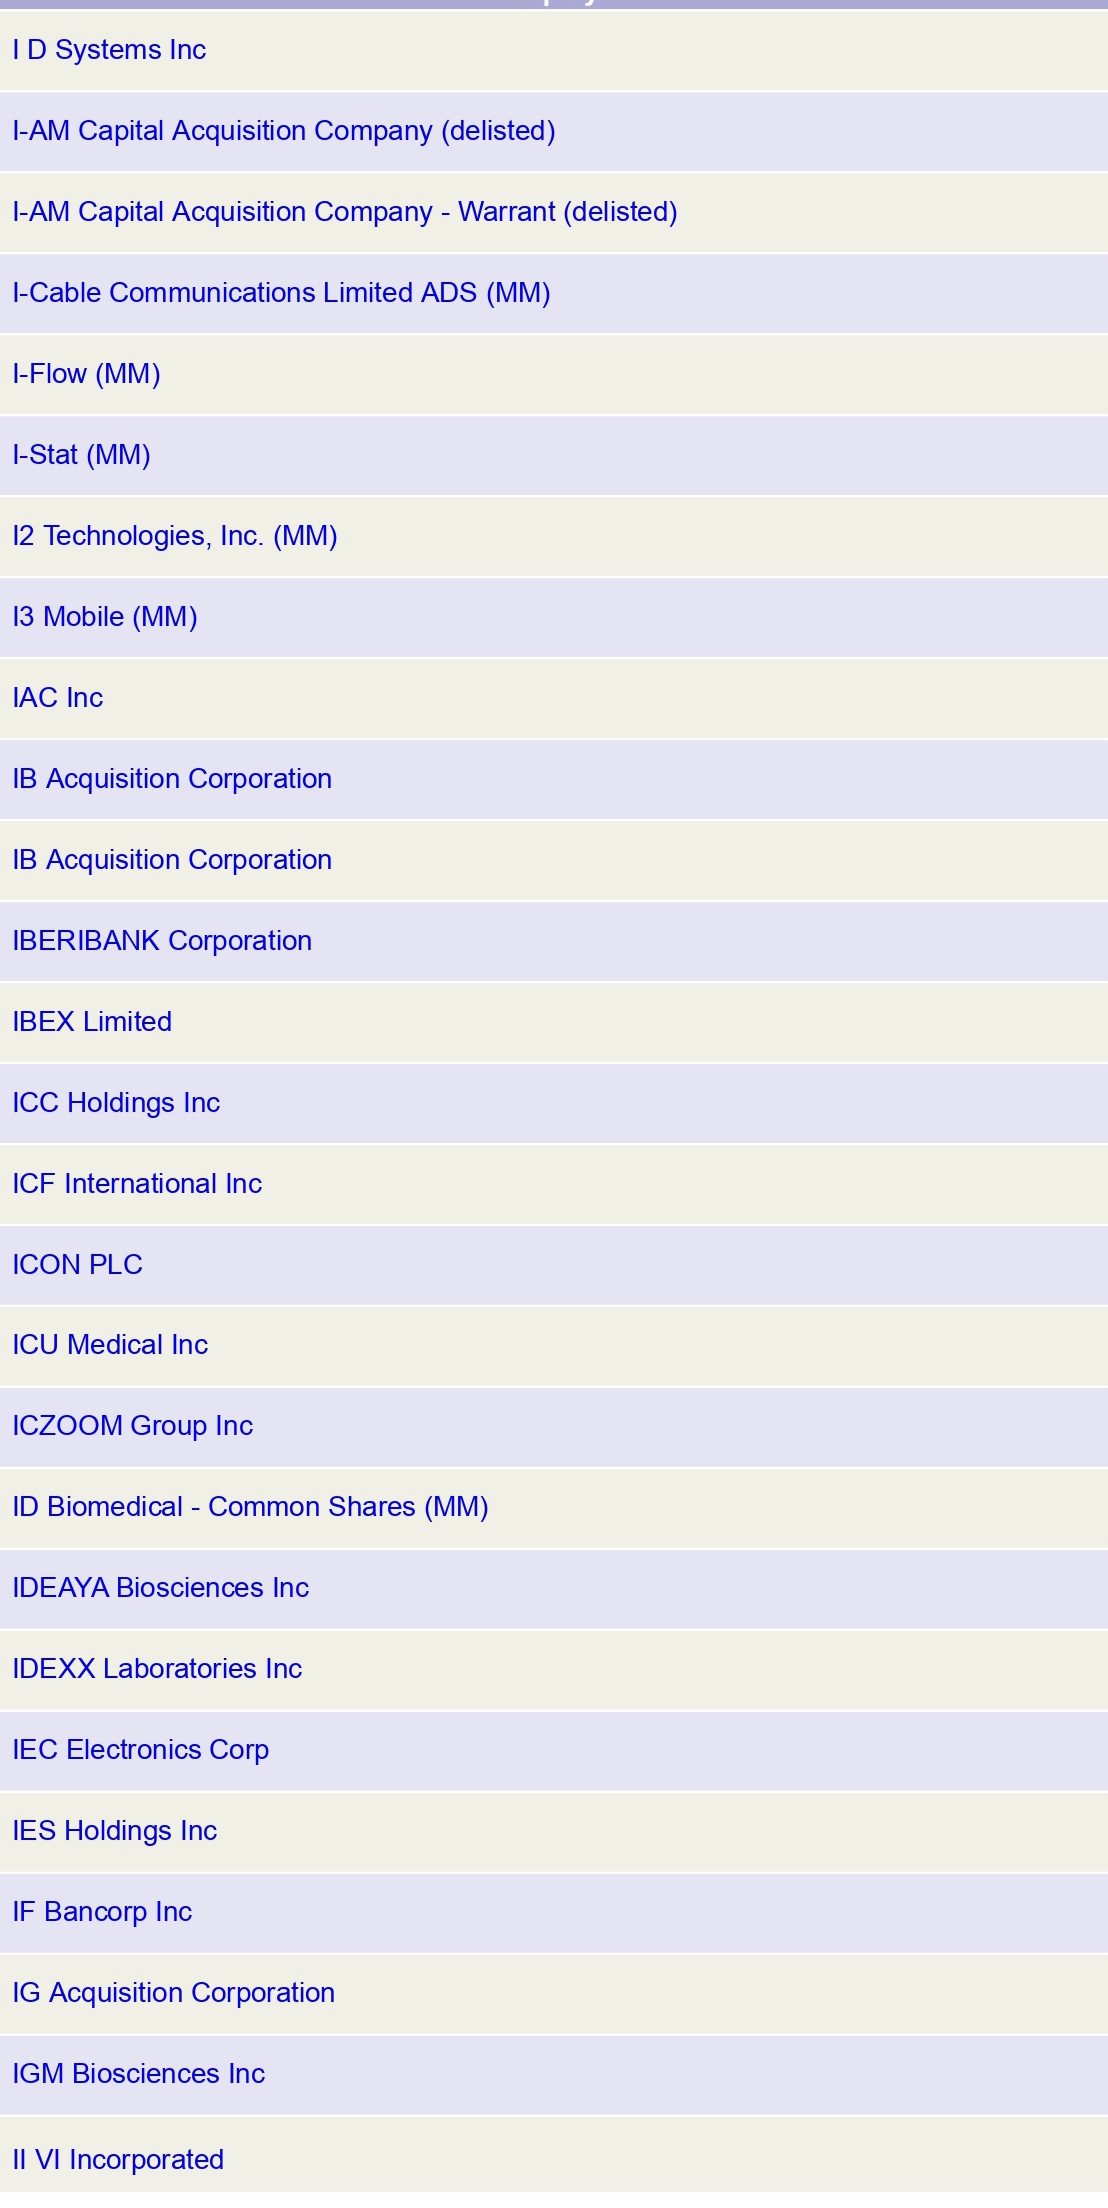 I D Systems Inc
I-AM Capital Acquisition Company (delisted)
I-AM Capital Acquisition Company - Warrant (delisted)
I-Cable Communications Limited ADS (MM)
I-Flow (MM)
I-Stat (MM)
I2 Technologies, Inc. (MM)
I3 Mobile (MM)
IAC Inc
IB Acquisition Corporation
IB Acquisition Corporation
IBERIBANK Corporation
IBEX Limited
ICC Holdings Inc
ICF International Inc
ICON PLC
ICU Medical Inc
ICZOOM Group Inc
ID Biomedical - Common Shares (MM)
IDEAYA Biosciences Inc
IDEXX Laboratories Inc
IEC Electronics Corp
IES Holdings Inc
IF Bancorp Inc
IG Acquisition Corporation
IGM Biosciences Inc
II VI Incorporated